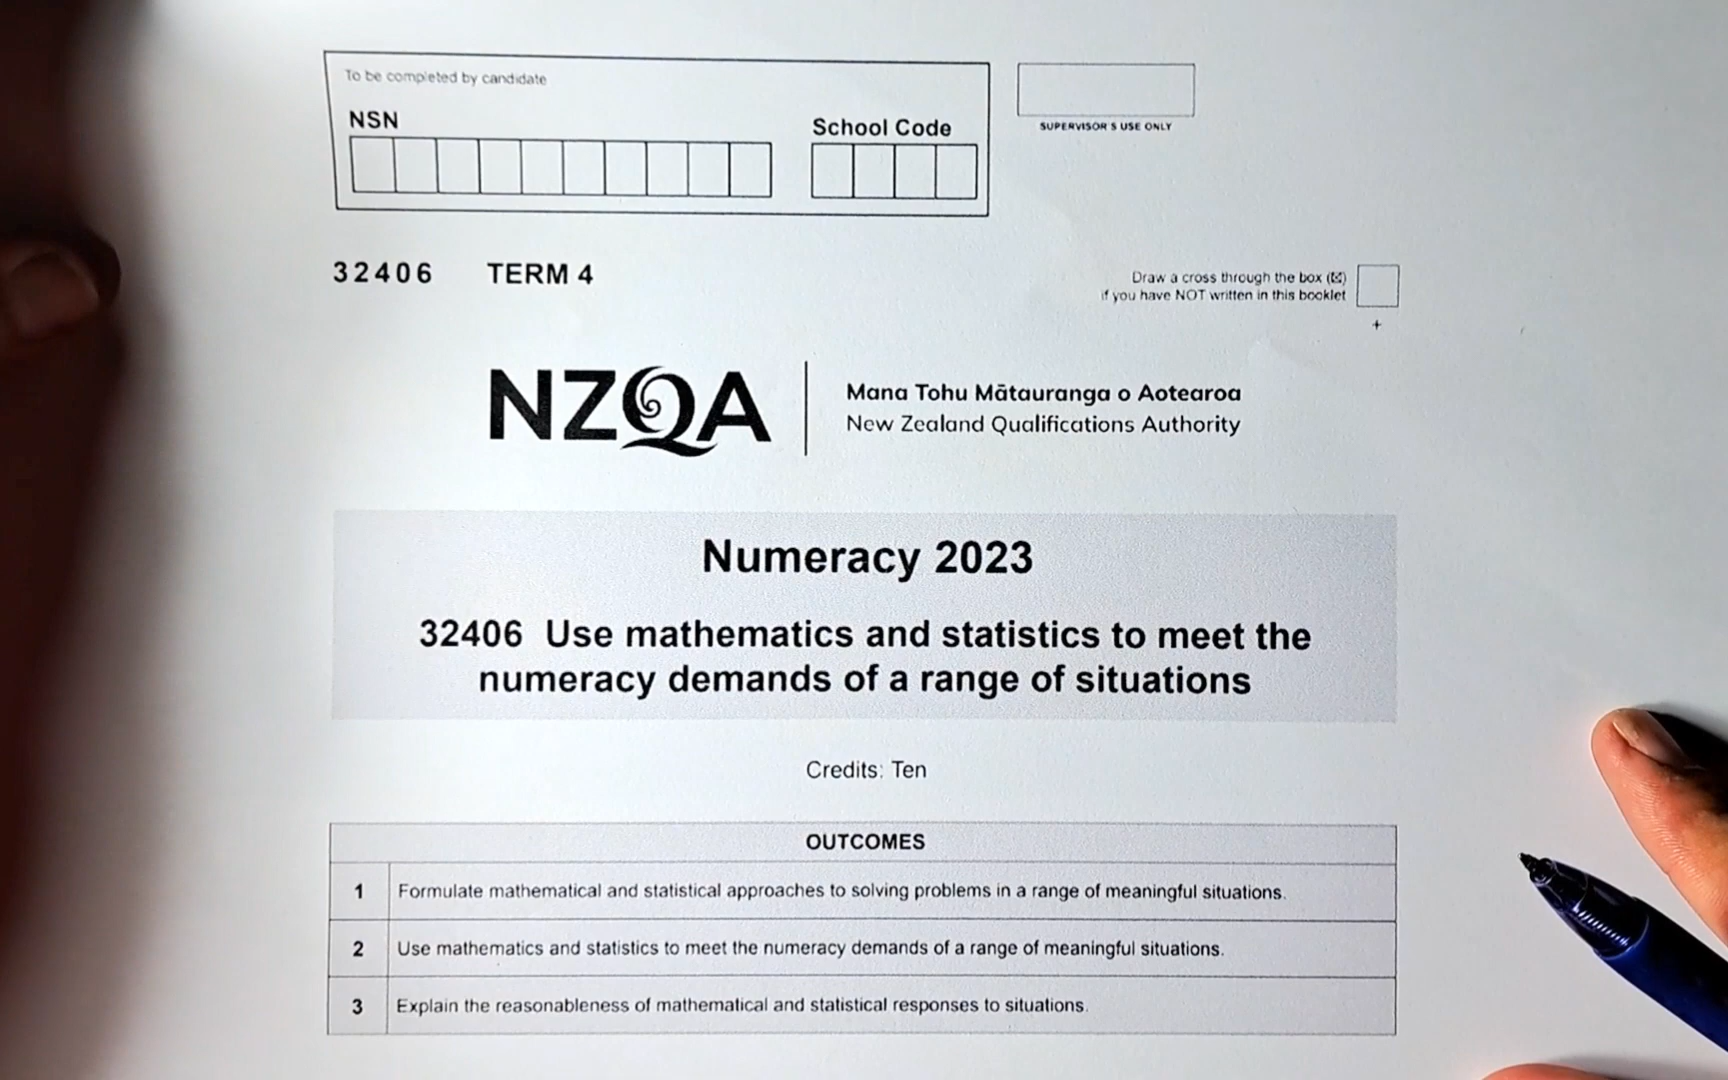 To be completed by candidate
NSN
School Code
SUPERVISOR'S USE ONLY
32406 TERM 4
Draw a cross through the box (☒)
if you have NOT written in this booklet
+
NZQA
Mana Tohu Mātauranga o Aotearoa
New Zealand Qualifications Authority
Numeracy 2023
32406 Use mathematics and statistics to meet the
numeracy demands of a range of situations
Credits: Ten
OUTCOMES
1 Formulate mathematical and statistical approaches to solving problems in a range of meaningful situations.
2 Use mathematics and statistics to meet the numeracy demands of a range of meaningful situations.
3 Explain the reasonableness of mathematical and statistical responses to situations.